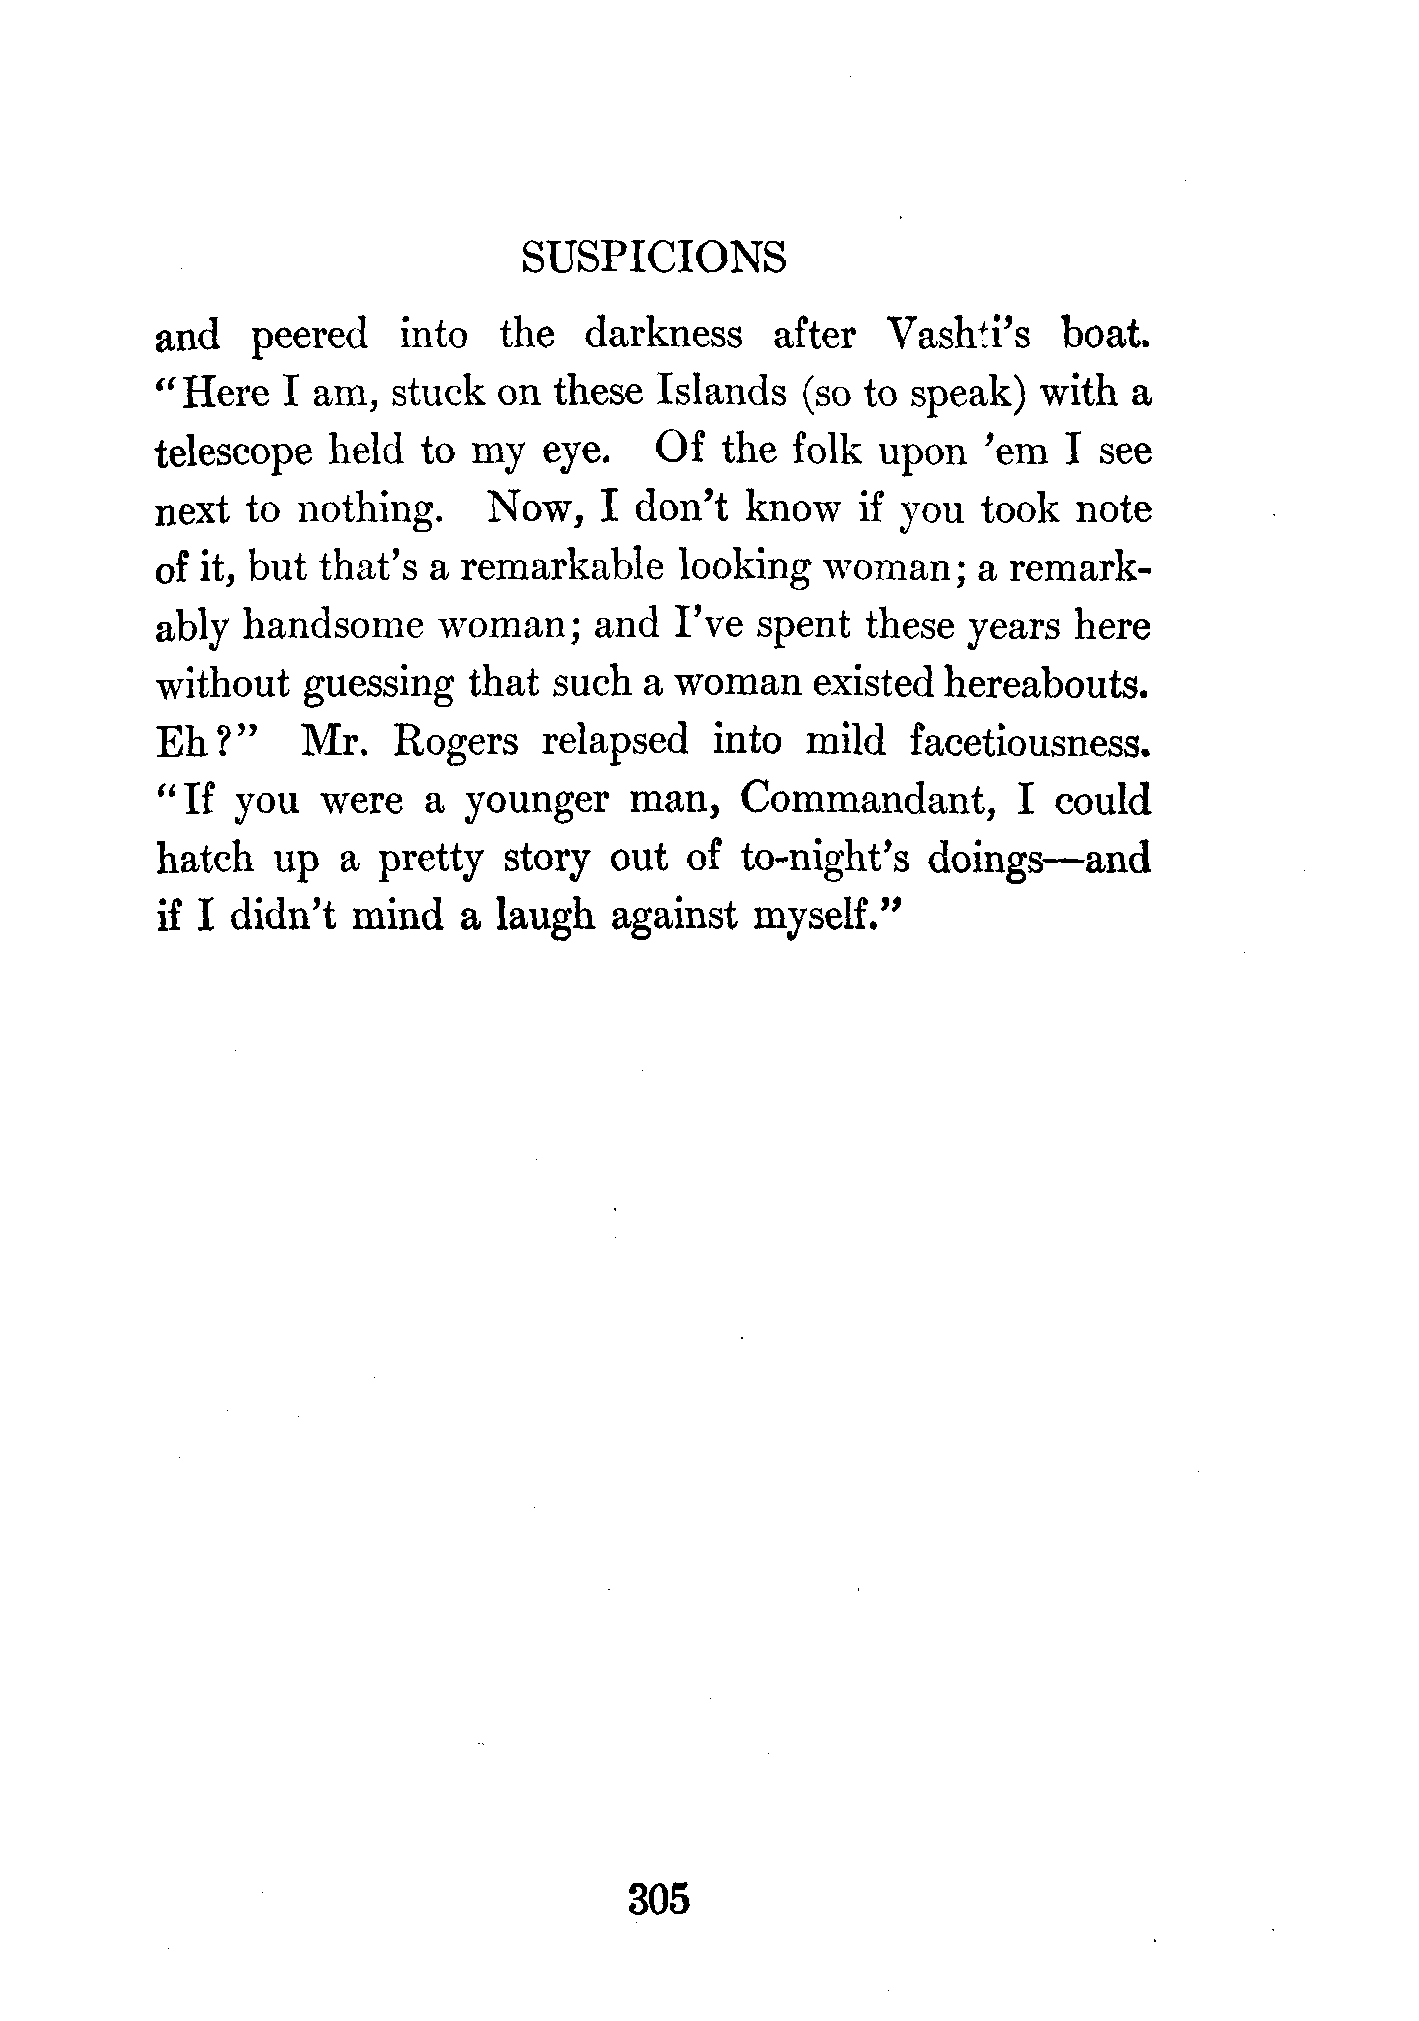 SUSPICIONS
and peered into the darkness after Vashti's boat.
"Here I am, stuck on these Islands (so to speak) with a
telescope held to my eye. Of the folk upon 'em I see
next to nothing. Now, I don't know if you took note
of it, but that's a remarkable looking woman; a remark-
ably handsome woman; and I've spent these years here
without guessing that such a woman existed hereabouts.
Eh?" Mr. Rogers relapsed into mild facetiousness.
"If you were a younger man, Commandant, I could
hatch up a pretty story out of to-night's doings—and
if I didn't mind a laugh against myself."
305